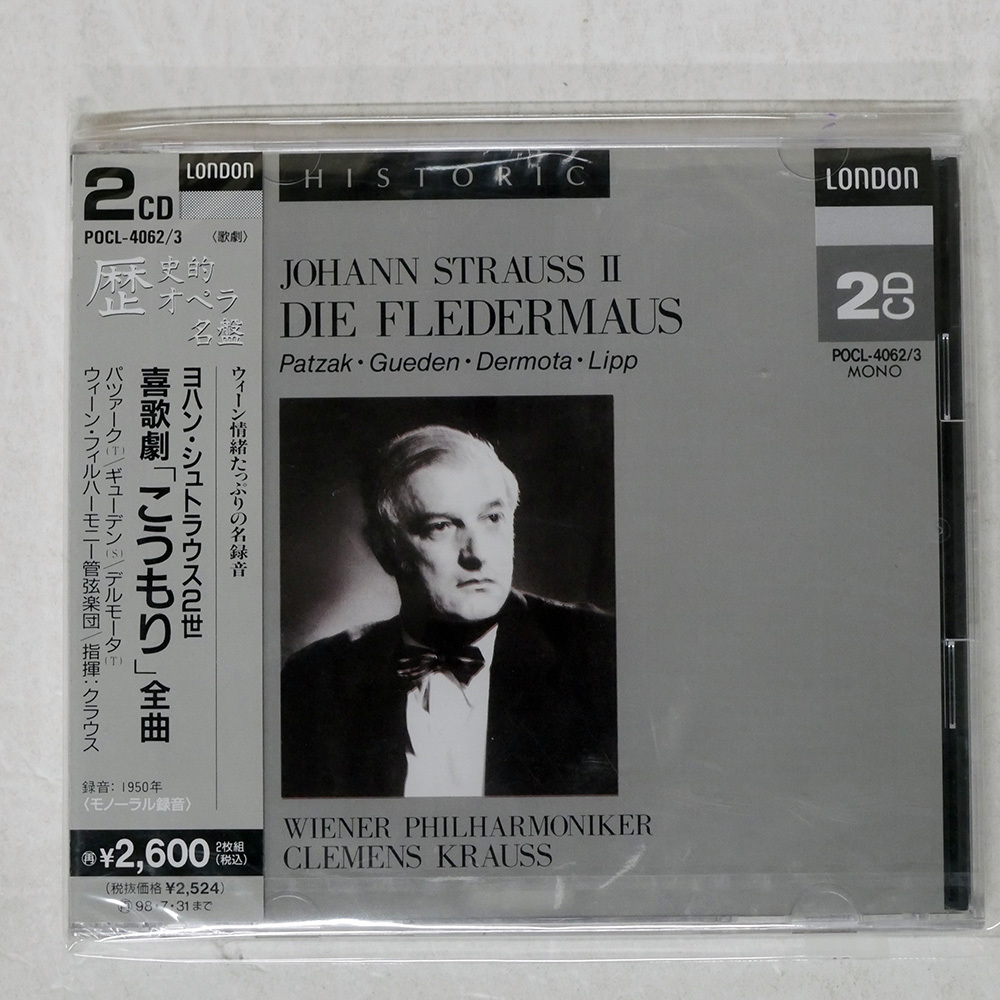 2CD
LONDON
POCL-4062/3 〈歌劇〉
歴史的
オペラ
名盤
ウィーン情緒たっぷりの名録音
ヨハン・シュトラウス2世
喜歌劇「こうもり」全曲
パツァーク(T)/ギューデン(S)/デルモータ(T)
ウィーン・フィルハーモニー管弦楽団/指揮:クラウス
録音:1950年
〈モノーラル録音〉
再¥2,600 2枚組
(税込)
(税抜価格¥2,524)
再98・7・31まで
HISTORIC
JOHANN STRAUSS II
DIE FLEDERMAUS
Patzak・Gueden・Dermota・Lipp
WIENER PHILHARMONIKER
CLEMENS KRAUSS
LONDON
2CD
POCL-4062/3
MONO